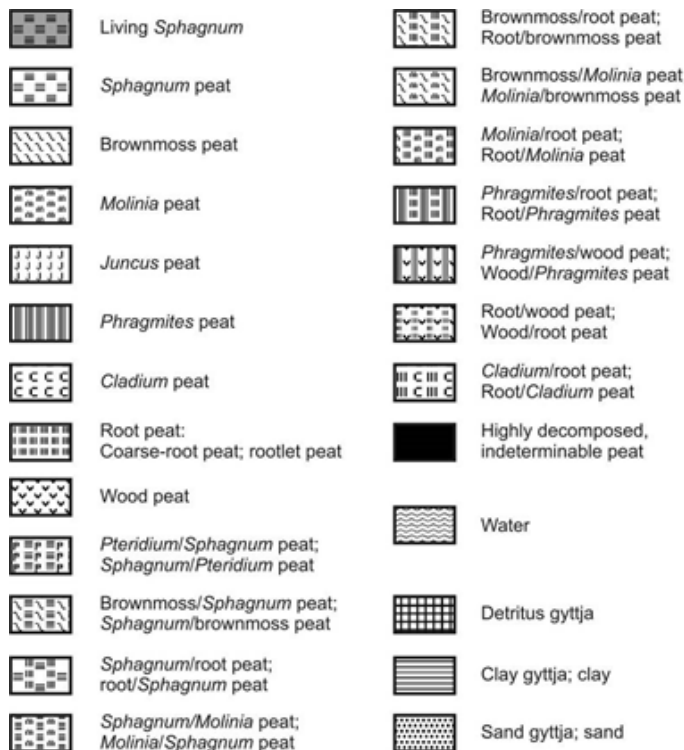 Living Sphagnum
Sphagnum peat
Brownmoss peat
Molinia peat
Juncus peat
Phragmites peat
Cladium peat
Root peat:
Coarse-root peat; rootlet peat
Wood peat
Pteridium/Sphagnum peat;
Sphagnum/Pteridium peat
Brownmoss/Sphagnum peat;
Sphagnum/brownmoss peat
Sphagnum/root peat;
root/Sphagnum peat
Sphagnum/Molinia peat;
Molinia/Sphagnum peat
Brownmoss/root peat;
Root/brownmoss peat
Brownmoss/Molinia peat
Molinia/brownmoss peat
Molinia/root peat;
Root/Molinia peat
Phragmites/root peat;
Root/Phragmites peat
Phragmites/wood peat;
Wood/Phragmites peat
Root/wood peat;
Wood/root peat
Cladium/root peat;
Root/Cladium peat
Highly decomposed,
indeterminable peat
Water
Detritus gyttja
Clay gyttja; clay
Sand gyttja; sand